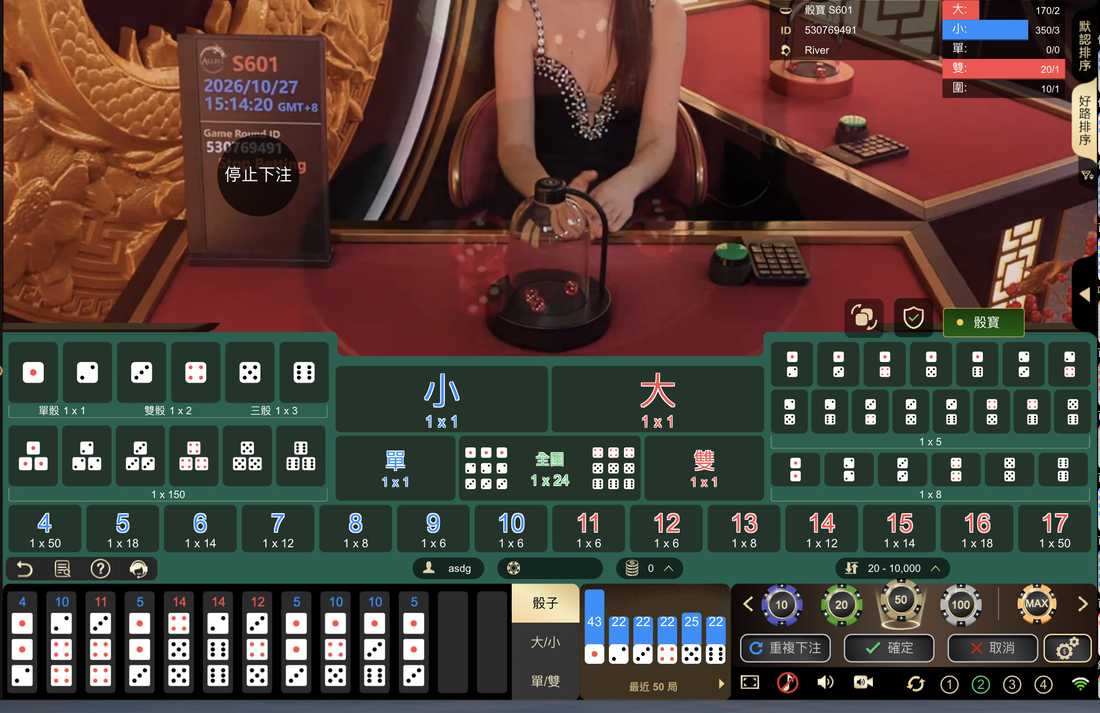 骰寶 S601
ID 530769491
River
大: 170/2
小: 350/3
單: 0/0
雙: 20/1
圍: 10/1
默認排序
好路排序
ALLBET
S601
2026/10/27
15:14:20 GMT+8
Game Round ID
530769491
Stop Betting
停止下注
骰寶
單骰 1 x 1
雙骰 1 x 2
三骰 1 x 3
1 x 150
小
1 x 1
大
1 x 1
單
1 x 1
全圍
1 x 24
雙
1 x 1
1 x 5
1 x 8
4 5 6 7 8 9 10 11 12 13 14 15 16 17
1 x 50 1 x 18 1 x 14 1 x 12 1 x 8 1 x 6 1 x 6 1 x 6 1 x 6 1 x 8 1 x 12 1 x 14 1 x 18 1 x 50
asdg
0
20 - 10,000
4 10 11 5 14 14 12 5 10 10 5
骰子
大/小
單/雙
43 22 22 22 25 22
最近 50 局
10 20 50 100 MAX
重複下注
確定
取消
1 2 3 4